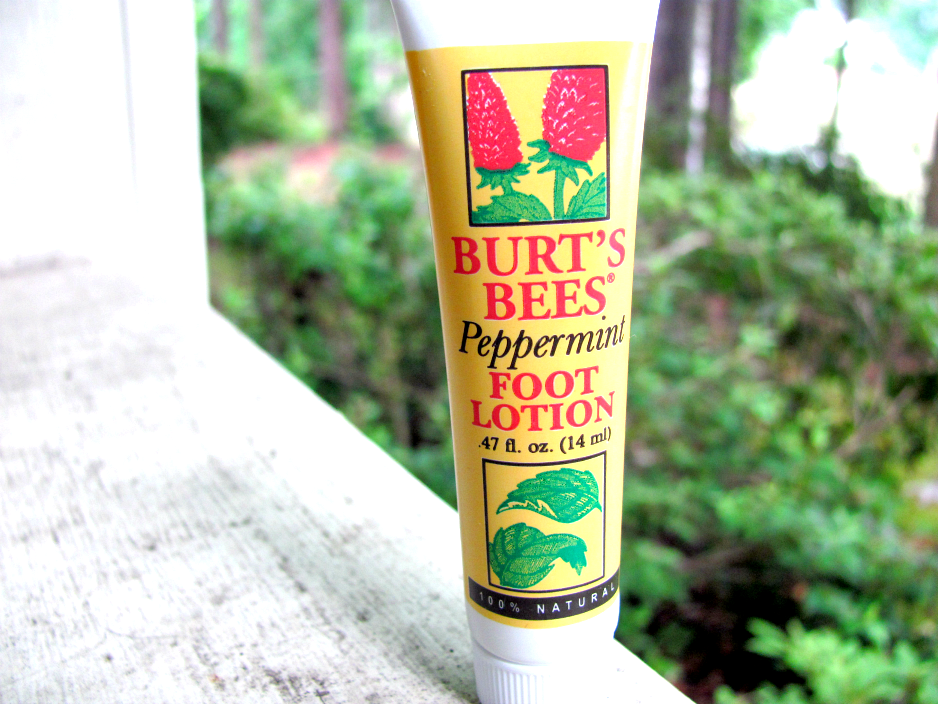 BURT'S
BEES®
Peppermint
FOOT
LOTION
.47 fl. oz. (14 ml)
100% NATURAL